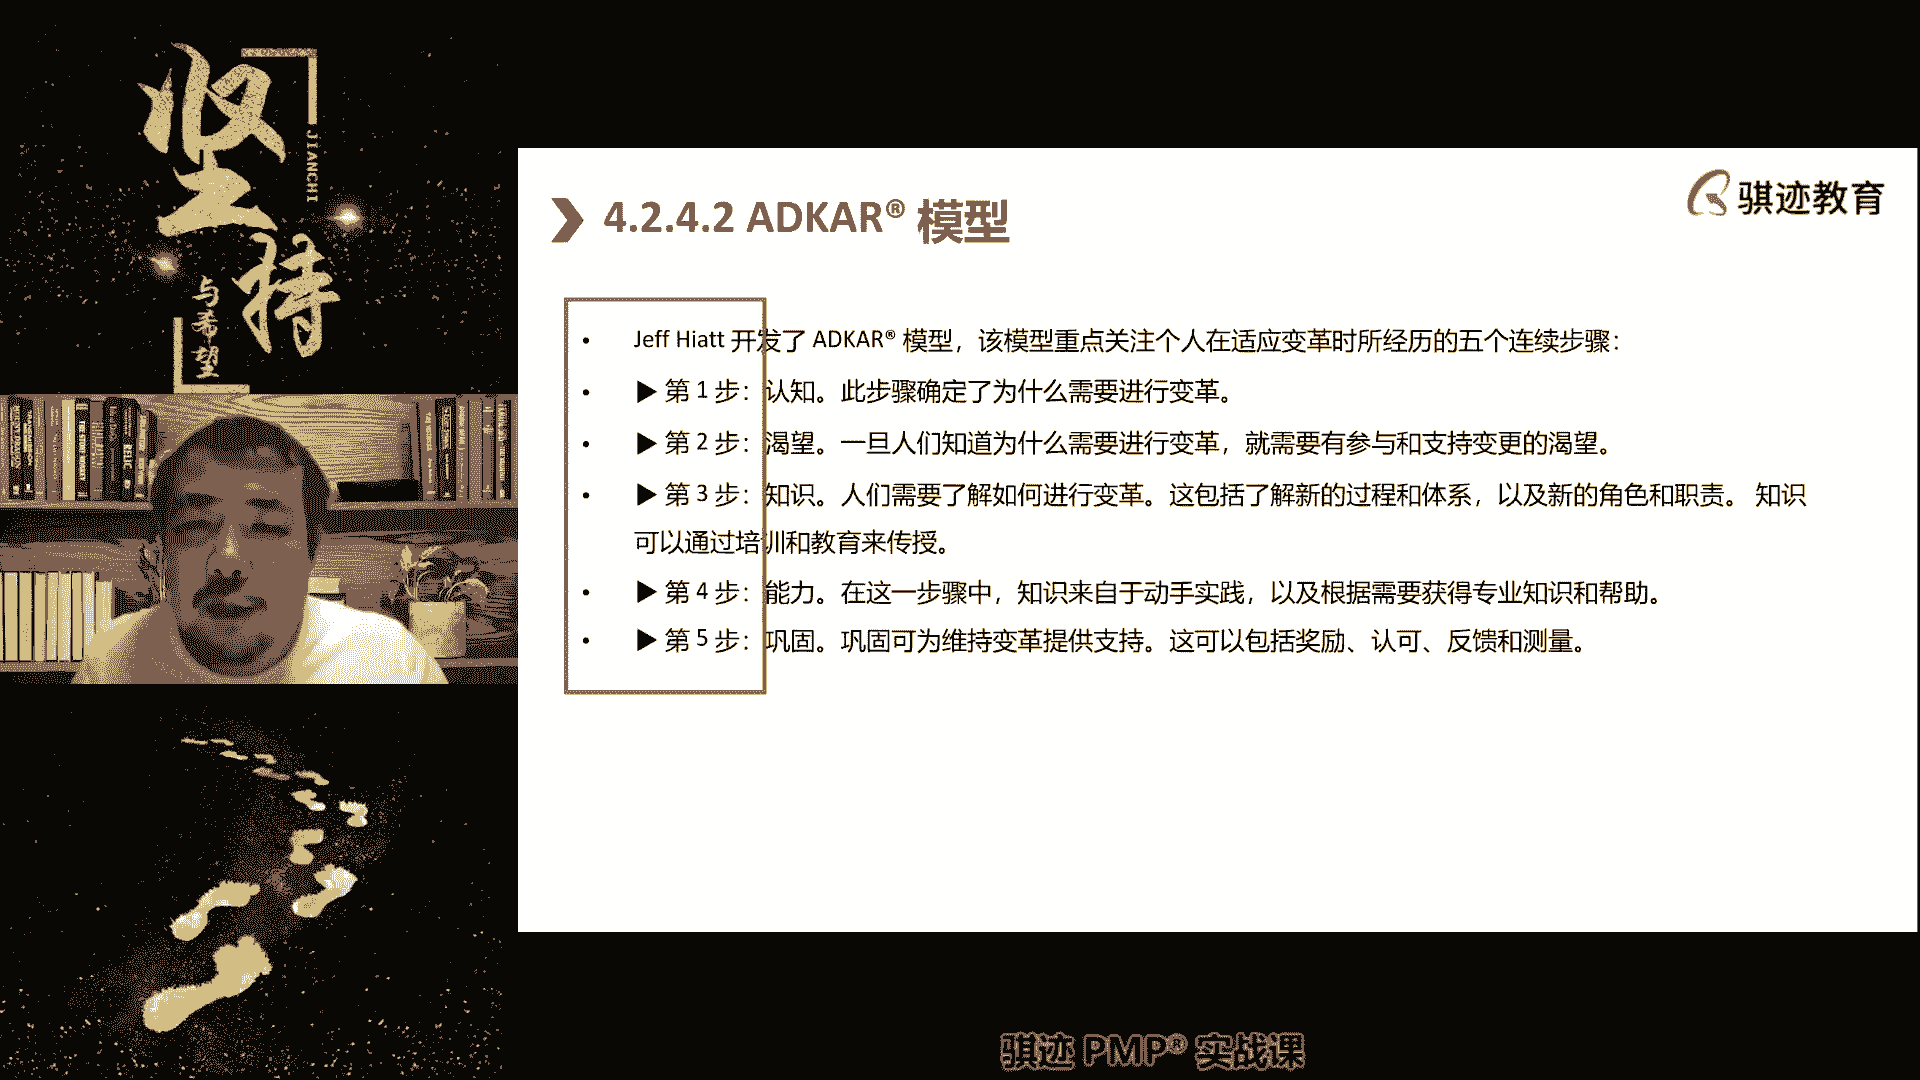 坚持
JIANCHI
与希望
骐迹教育
4.2.4.2 ADKAR® 模型
• Jeff Hiatt 开发了 ADKAR® 模型，该模型重点关注个人在适应变革时所经历的五个连续步骤：
• ▶ 第 1 步：认知。此步骤确定了为什么需要进行变革。
• ▶ 第 2 步：渴望。一旦人们知道为什么需要进行变革，就需要有参与和支持变更的渴望。
• ▶ 第 3 步：知识。人们需要了解如何进行变革。这包括了解新的过程和体系，以及新的角色和职责。 知识
可以通过培训和教育来传授。
• ▶ 第 4 步：能力。在这一步骤中，知识来自于动手实践，以及根据需要获得专业知识和帮助。
• ▶ 第 5 步：巩固。巩固可为维持变革提供支持。这可以包括奖励、认可、反馈和测量。
骐迹 PMP® 实战课